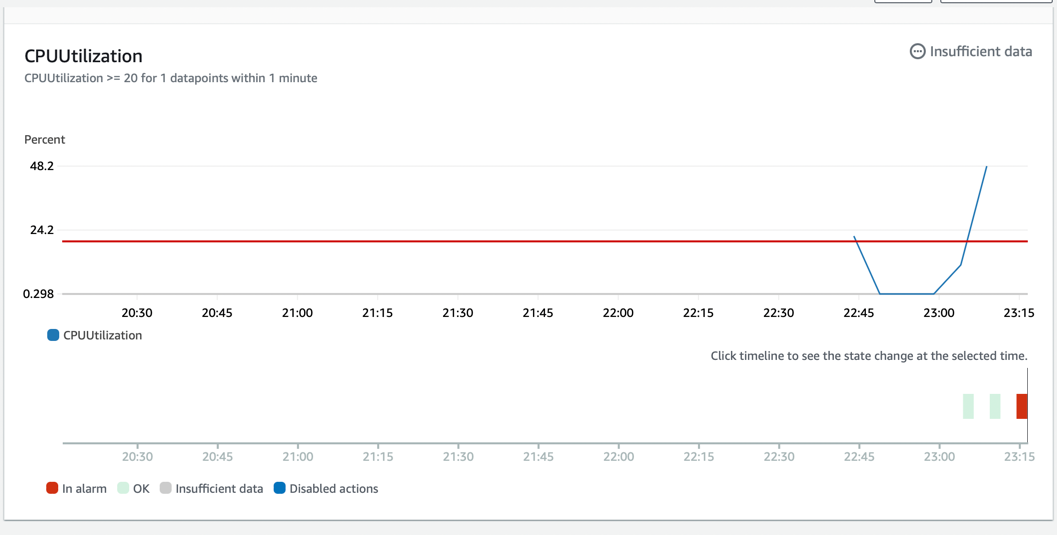 CPUUtilization
Insufficient data
CPUUtilization >= 20 for 1 datapoints within 1 minute
Percent
48.2
24.2
0.298
20:30 20:45 21:00 21:15 21:30 21:45 22:00 22:15 22:30 22:45 23:00 23:15
CPUUtilization
Click timeline to see the state change at the selected time.
20:30 20:45 21:00 21:15 21:30 21:45 22:00 22:15 22:30 22:45 23:00 23:15
In alarm OK Insufficient data Disabled actions